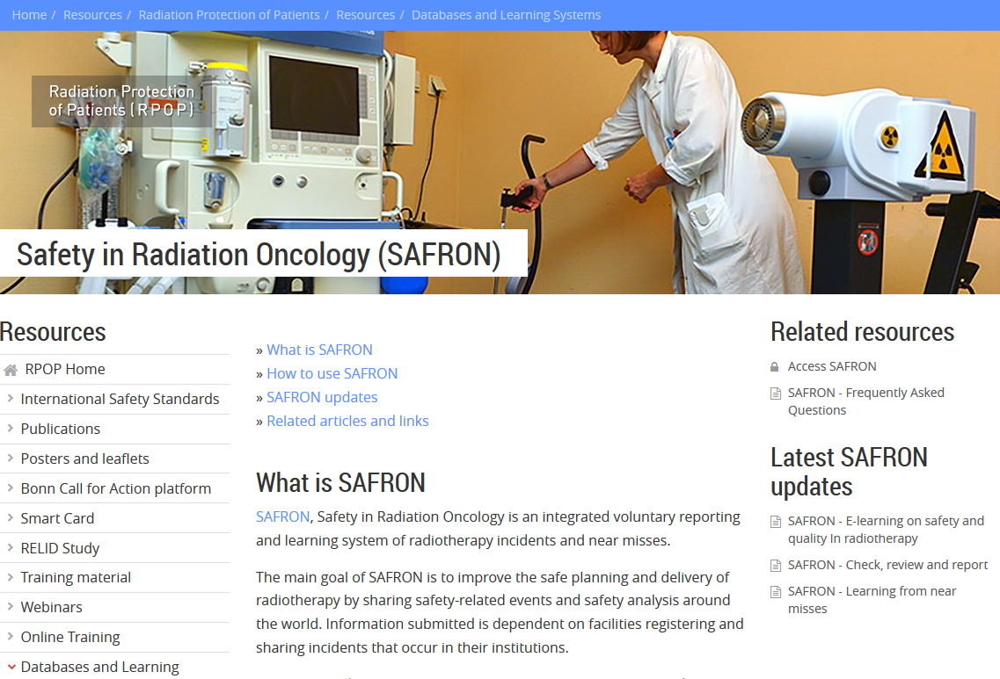 Home / Resources / Radiation Protection of Patients / Resources / Databases and Learning Systems
Radiation Protection
of Patients (RPOP)
Safety in Radiation Oncology (SAFRON)
Resources
RPOP Home
International Safety Standards
Publications
Posters and leaflets
Bonn Call for Action platform
Smart Card
RELID Study
Training material
Webinars
Online Training
Databases and Learning
» What is SAFRON
» How to use SAFRON
» SAFRON updates
» Related articles and links
What is SAFRON
SAFRON, Safety in Radiation Oncology is an integrated voluntary reporting
and learning system of radiotherapy incidents and near misses.
The main goal of SAFRON is to improve the safe planning and delivery of
radiotherapy by sharing safety-related events and safety analysis around
the world. Information submitted is dependent on facilities registering and
sharing incidents that occur in their institutions.
Related resources
Access SAFRON
SAFRON - Frequently Asked
Questions
Latest SAFRON
updates
SAFRON - E-learning on safety and
quality In radiotherapy
SAFRON - Check, review and report
SAFRON - Learning from near
misses